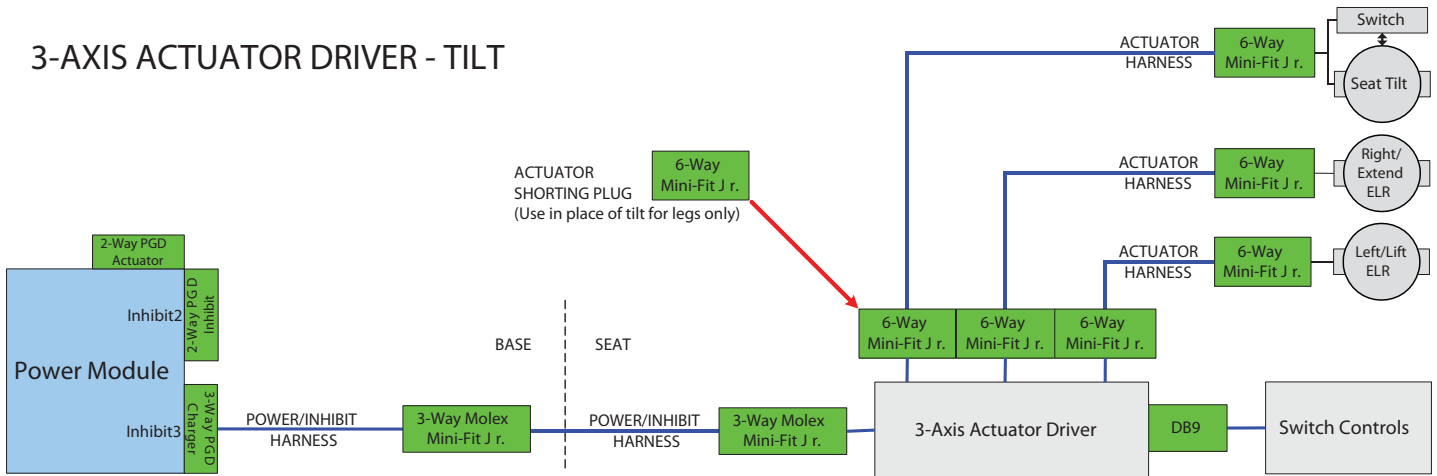 3-AXIS ACTUATOR DRIVER - TILT
ACTUATOR
HARNESS
6-Way
Mini-Fit J r.
Switch
Seat Tilt
ACTUATOR
SHORTING PLUG
(Use in place of tilt for legs only)
6-Way
Mini-Fit J r.
ACTUATOR
HARNESS
6-Way
Mini-Fit J r.
Right/
Extend
ELR
ACTUATOR
HARNESS
6-Way
Mini-Fit J r.
Left/Lift
ELR
2-Way PGD
Actuator
Inhibit2
2-Way PG D
Inhibit
Power Module
Inhibit3
3-Way PGD
Charger
POWER/INHIBIT
HARNESS
3-Way Molex
Mini-Fit J r.
BASE
SEAT
POWER/INHIBIT
HARNESS
3-Way Molex
Mini-Fit J r.
6-Way
Mini-Fit J r.
6-Way
Mini-Fit J r.
6-Way
Mini-Fit J r.
3-Axis Actuator Driver
DB9
Switch Controls